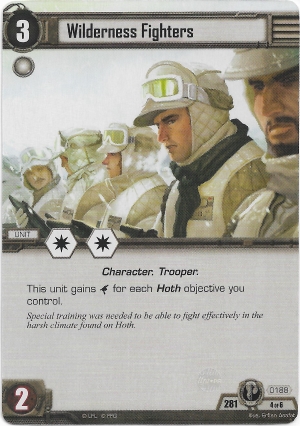 3
Wilderness Fighters
UNIT
Character. Trooper.
This unit gains for each Hoth objective you
control.
Special training was needed to be able to fight effectively in the
harsh climate found on Hoth.
2
281
4 OF 6
0188
©LFL © FFG